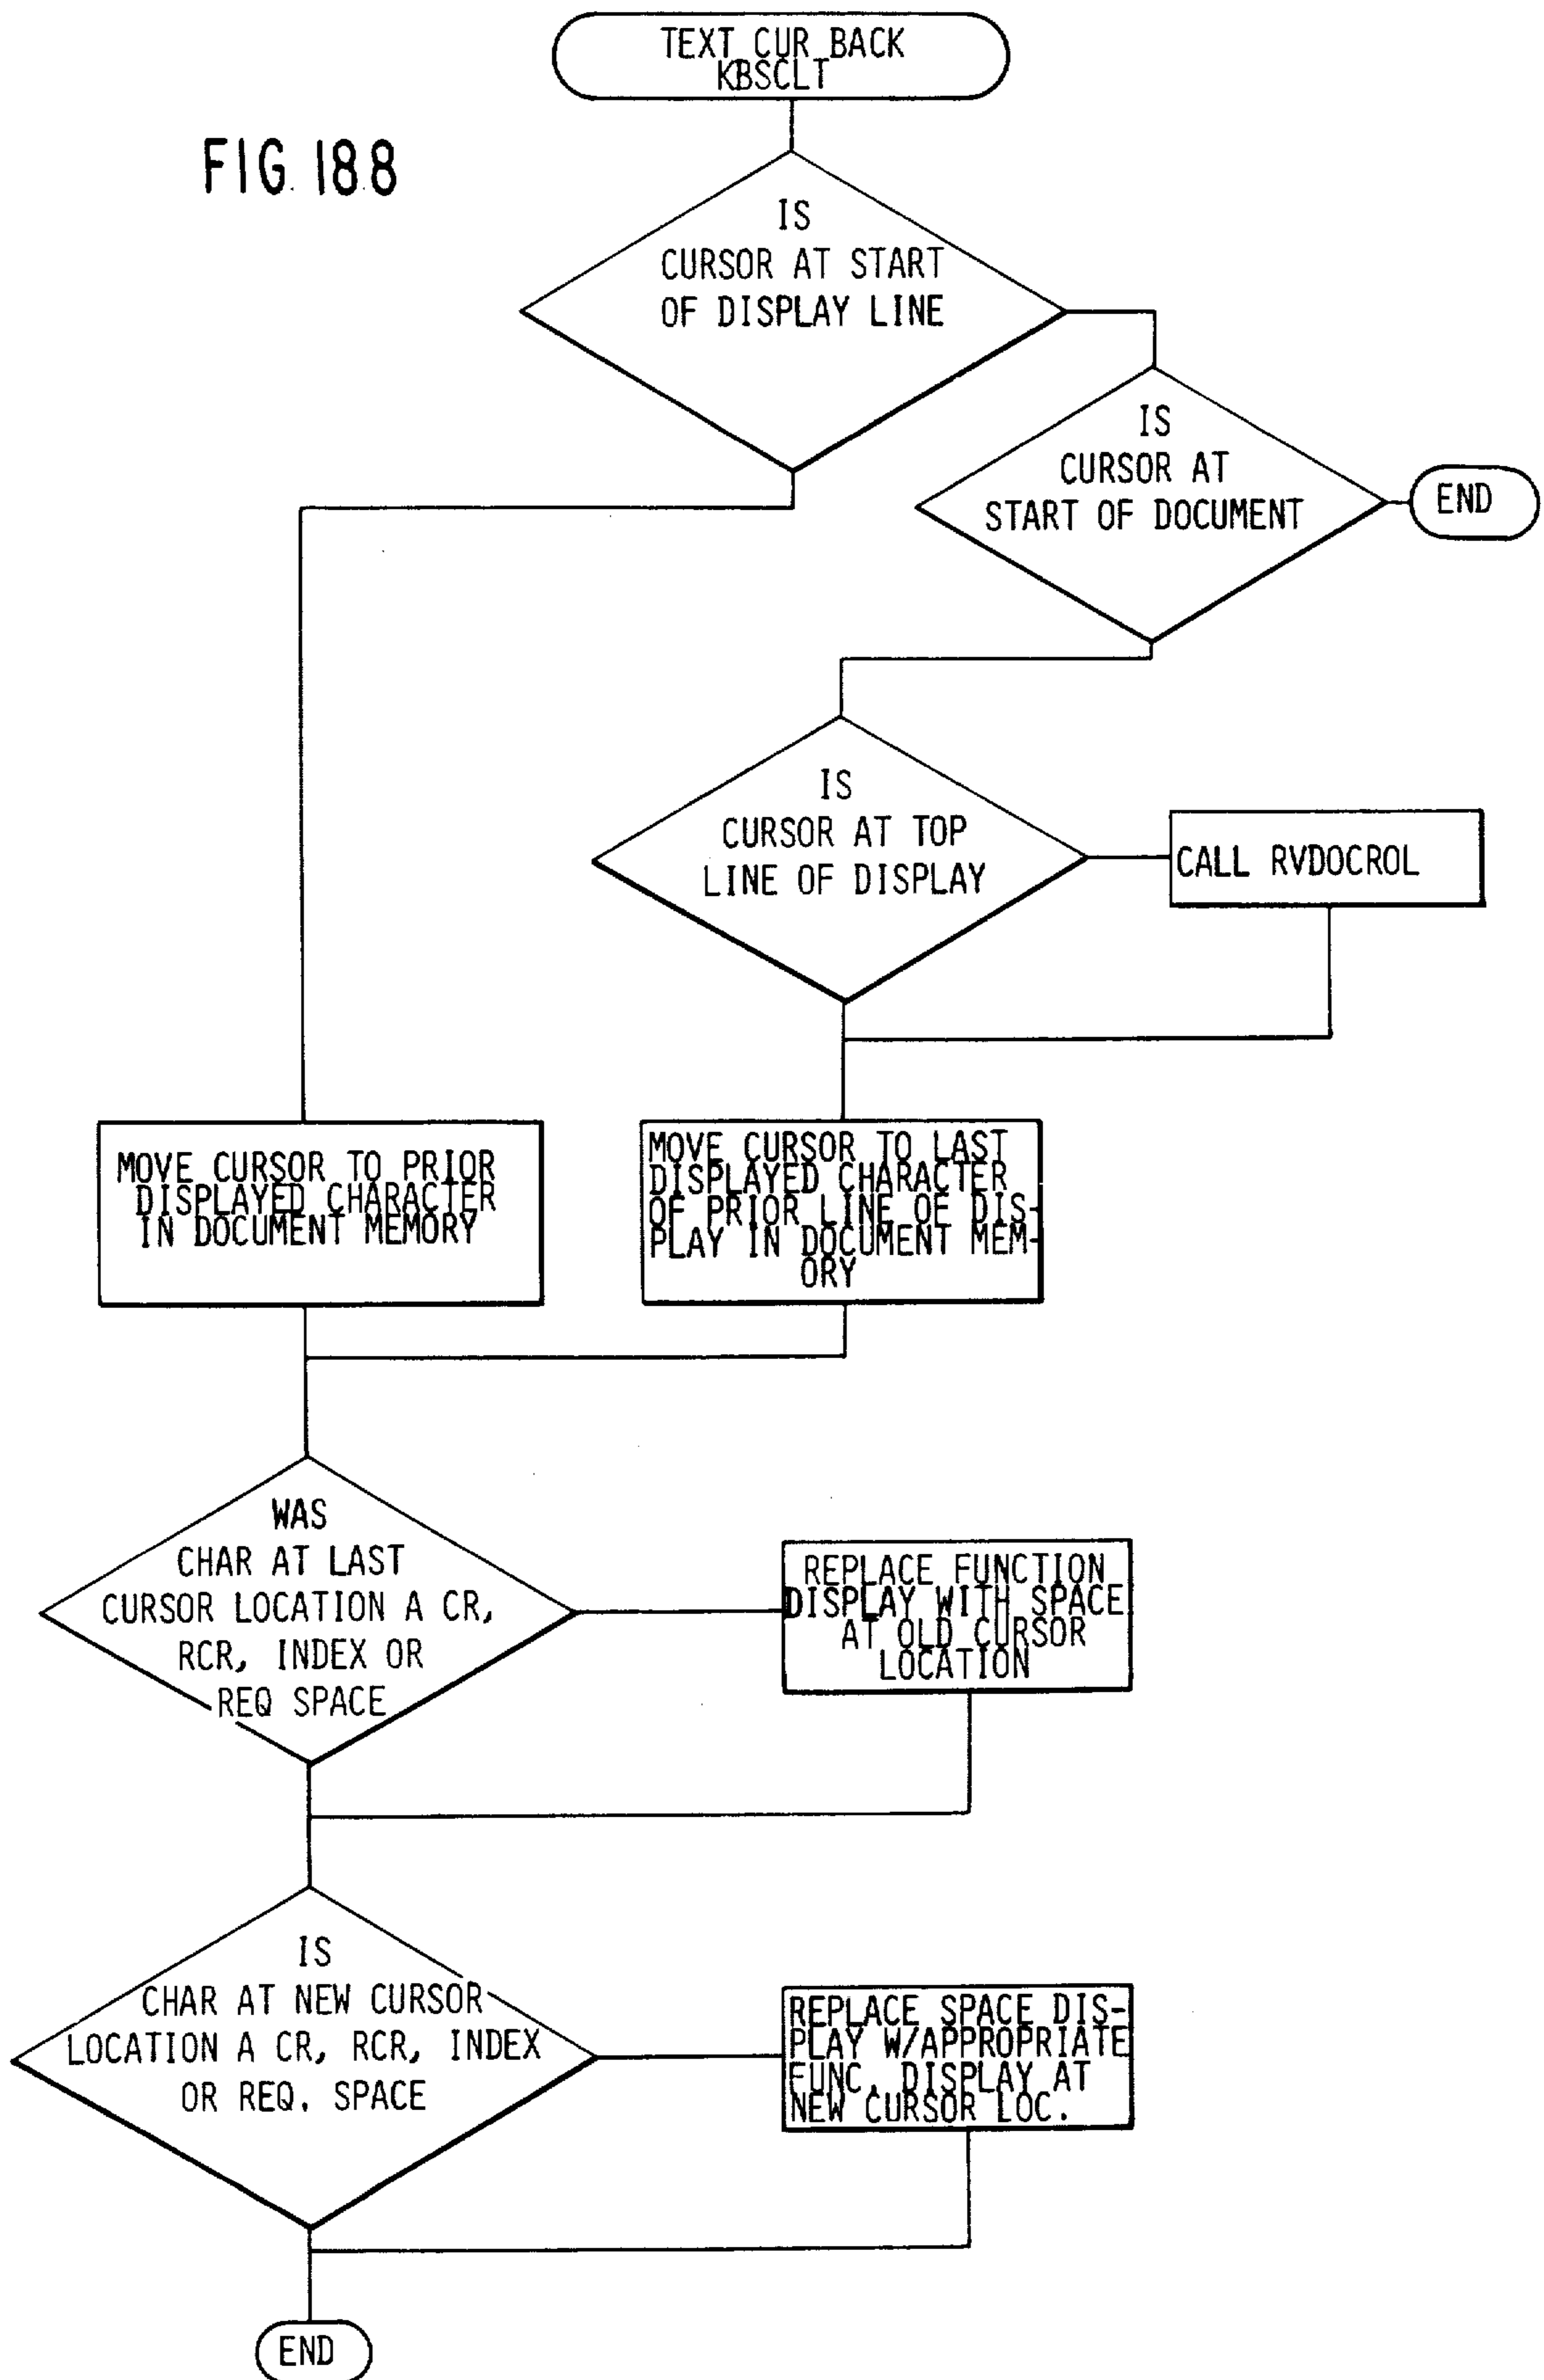 TEXT CUR BACK
KBSCLT
FIG. 18.8
IS
CURSOR AT START
OF DISPLAY LINE
IS
CURSOR AT
START OF DOCUMENT
END
IS
CURSOR AT TOP
LINE OF DISPLAY
CALL RVDOCROL
MOVE CURSOR TO PRIOR
DISPLAYED CHARACTER
IN DOCUMENT MEMORY
MOVE CURSOR TO LAST
DISPLAYED CHARACTER
OF PRIOR LINE OF DIS-
PLAY IN DOCUMENT MEM-
ORY
WAS
CHAR AT LAST
CURSOR LOCATION A CR,
RCR, INDEX OR
REQ SPACE
REPLACE FUNCTION
DISPLAY WITH SPACE
AT OLD CURSOR
LOCATION
IS
CHAR AT NEW CURSOR
LOCATION A CR, RCR, INDEX
OR REQ. SPACE
REPLACE SPACE DIS-
PLAY W/APPROPRIATE
FUNC. DISPLAY AT
NEW CURSOR LOC.
END